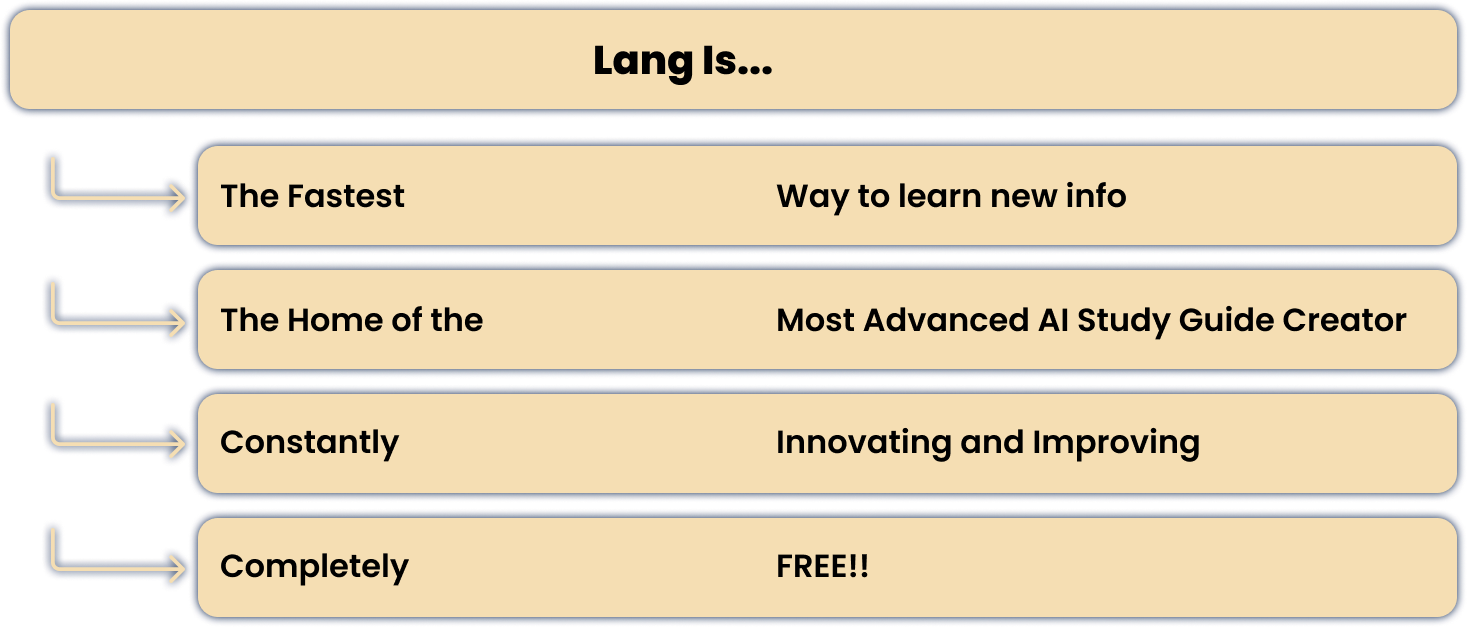 Lang Is...
The Fastest Way to learn new info
The Home of the Most Advanced AI Study Guide Creator
Constantly Innovating and Improving
Completely FREE!!